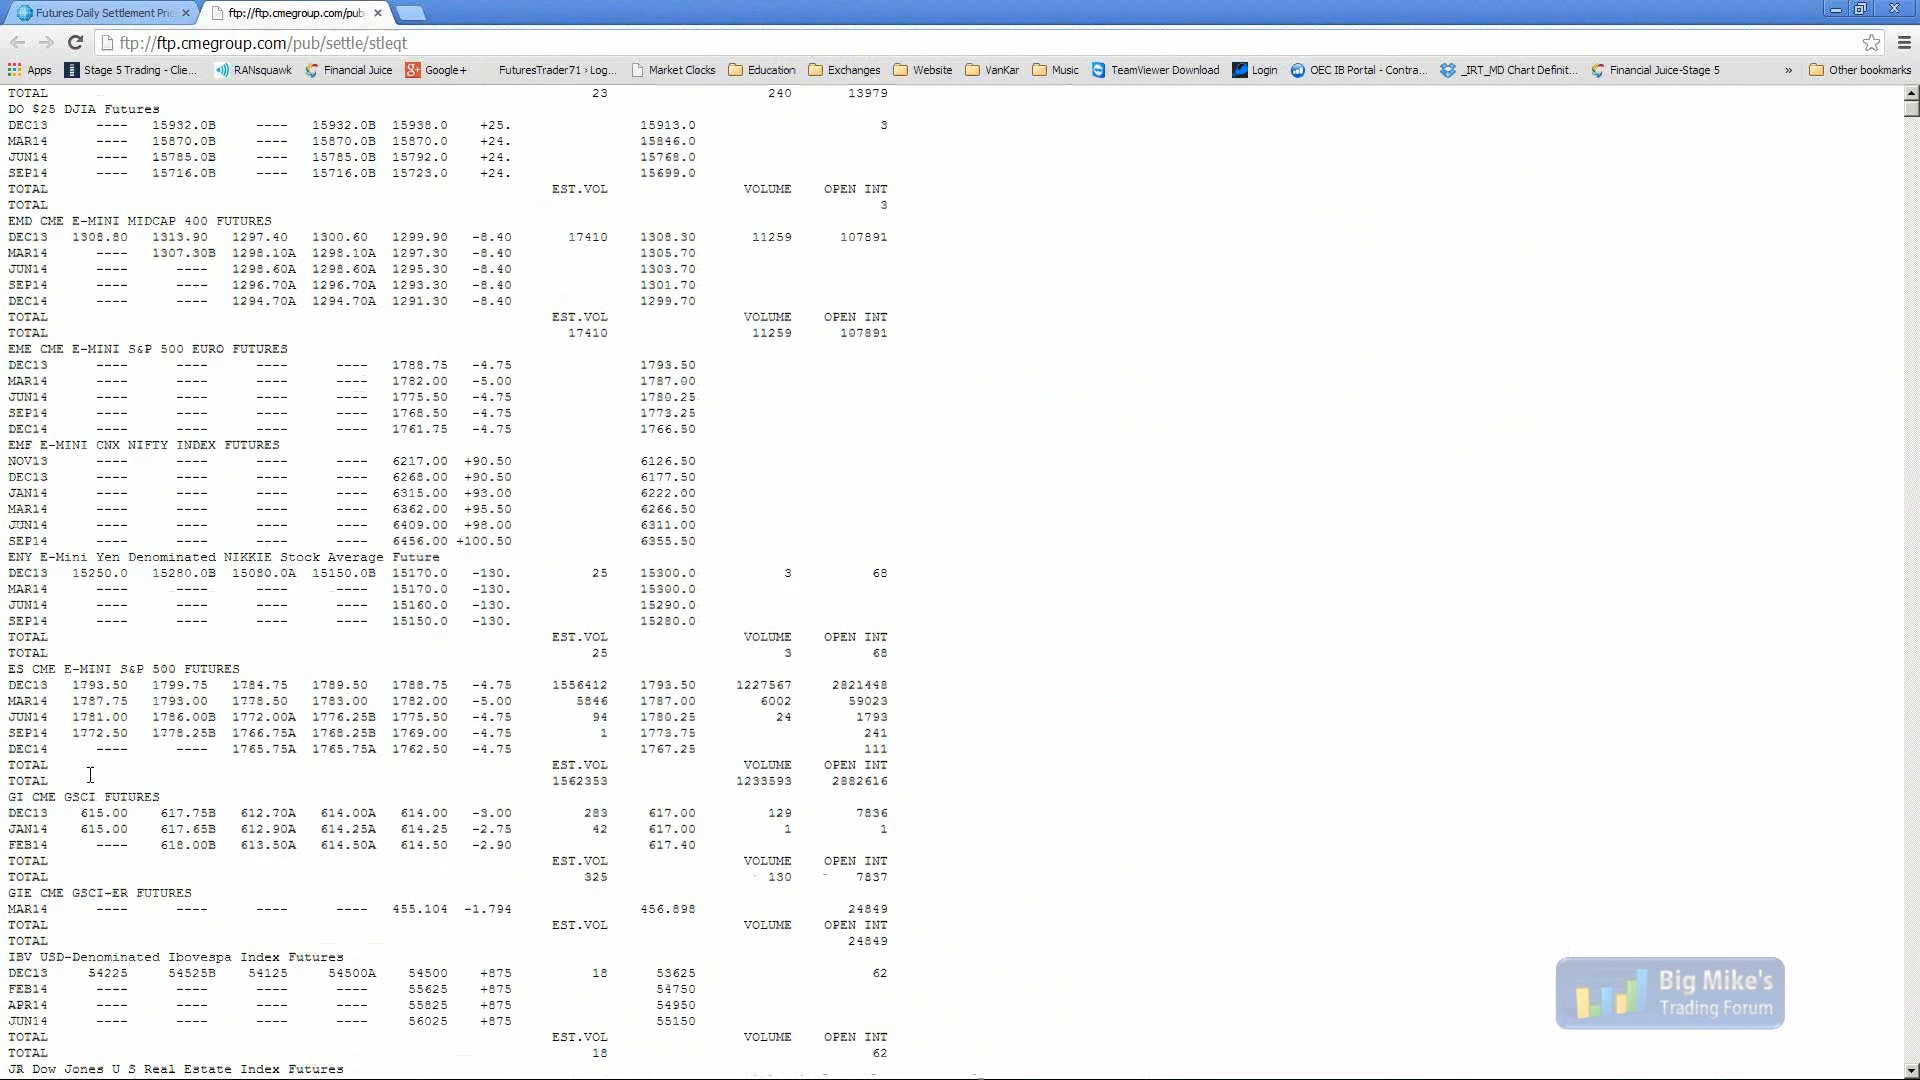 Futures Daily Settlement Pri
ftp://ftp.cmegroup.com/pub
ftp://ftp.cmegroup.com/pub/settle/stleqt
Apps Stage 5 Trading - Clie... RANsquawk Financial Juice Google+ FuturesTrader71 › Log... Market Clocks Education Exchanges Website VanKar Music TeamViewer Download Login OEC IB Portal - Contra... _IRT_MD Chart Definit... Financial Juice-Stage 5 » Other bookmarks
TOTAL 23 240 13979
DO $25 DJIA Futures
DEC13 ---- 15932.0B ---- 15932.0B 15938.0 +25. 15913.0 3
MAR14 ---- 15870.0B ---- 15870.0B 15870.0 +24. 15846.0
JUN14 ---- 15785.0B ---- 15785.0B 15792.0 +24. 15768.0
SEP14 ---- 15716.0B ---- 15716.0B 15723.0 +24. 15699.0
TOTAL EST.VOL VOLUME OPEN INT
TOTAL 3
EMD CME E-MINI MIDCAP 400 FUTURES
DEC13 1308.80 1313.90 1297.40 1300.60 1299.90 -8.40 17410 1308.30 11259 107891
MAR14 ---- 1307.30B 1298.10A 1298.10A 1297.30 -8.40 1305.70
JUN14 ---- ---- 1298.60A 1298.60A 1295.30 -8.40 1303.70
SEP14 ---- ---- 1296.70A 1296.70A 1293.30 -8.40 1301.70
DEC14 ---- ---- 1294.70A 1294.70A 1291.30 -8.40 1299.70
TOTAL EST.VOL VOLUME OPEN INT
TOTAL 17410 11259 107891
EME CME E-MINI S&P 500 EURO FUTURES
DEC13 ---- ---- ---- ---- 1788.75 -4.75 1793.50
MAR14 ---- ---- ---- ---- 1782.00 -5.00 1787.00
JUN14 ---- ---- ---- ---- 1775.50 -4.75 1780.25
SEP14 ---- ---- ---- ---- 1768.50 -4.75 1773.25
DEC14 ---- ---- ---- ---- 1761.75 -4.75 1766.50
EMF E-MINI CNX NIFTY INDEX FUTURES
NOV13 ---- ---- ---- ---- 6217.00 +90.50 6126.50
DEC13 ---- ---- ---- ---- 6268.00 +90.50 6177.50
JAN14 ---- ---- ---- ---- 6315.00 +93.00 6222.00
MAR14 ---- ---- ---- ---- 6362.00 +95.50 6266.50
JUN14 ---- ---- ---- ---- 6409.00 +98.00 6311.00
SEP14 ---- ---- ---- ---- 6456.00 +100.50 6355.50
ENY E-Mini Yen Denominated NIKKIE Stock Average Future
DEC13 15250.0 15280.0B 15080.0A 15150.0B 15170.0 -130. 25 15300.0 3 68
MAR14 ---- ---- ---- ---- 15170.0 -130. 15300.0
JUN14 ---- ---- ---- ---- 15160.0 -130. 15290.0
SEP14 ---- ---- ---- ---- 15150.0 -130. 15280.0
TOTAL EST.VOL VOLUME OPEN INT
TOTAL 25 3 68
ES CME E-MINI S&P 500 FUTURES
DEC13 1793.50 1799.75 1784.75 1789.50 1788.75 -4.75 1556412 1793.50 1227567 2821448
MAR14 1787.75 1793.00 1778.50 1783.00 1782.00 -5.00 5846 1787.00 6002 59023
JUN14 1781.00 1786.00B 1772.00A 1776.25B 1775.50 -4.75 94 1780.25 24 1793
SEP14 1772.50 1778.25B 1766.75A 1768.25B 1769.00 -4.75 1 1773.75 241
DEC14 ---- ---- 1765.75A 1765.75A 1762.50 -4.75 1767.25 111
TOTAL EST.VOL VOLUME OPEN INT
TOTAL 1562353 1233593 2882616
GI CME GSCI FUTURES
DEC13 615.00 617.75B 612.70A 614.00A 614.00 -3.00 283 617.00 129 7836
JAN14 615.00 617.65B 612.90A 614.25A 614.25 -2.75 42 617.00 1 1
FEB14 ---- 618.00B 613.50A 614.50A 614.50 -2.90 617.40
TOTAL EST.VOL VOLUME OPEN INT
TOTAL 325 130 7837
GIE CME GSCI-ER FUTURES
MAR14 ---- ---- ---- ---- 455.104 -1.794 456.898 24849
TOTAL EST.VOL VOLUME OPEN INT
TOTAL 24849
IBV USD-Denominated Ibovespa Index Futures
DEC13 54225 54525B 54125 54500A 54500 +875 18 53625 62
FEB14 ---- ---- ---- ---- 55625 +875 54750
APR14 ---- ---- ---- ---- 55825 +875 54950
JUN14 ---- ---- ---- ---- 56025 +875 55150
TOTAL EST.VOL VOLUME OPEN INT
TOTAL 18 62
JR Dow Jones U S Real Estate Index Futures
Big Mike's
Trading Forum